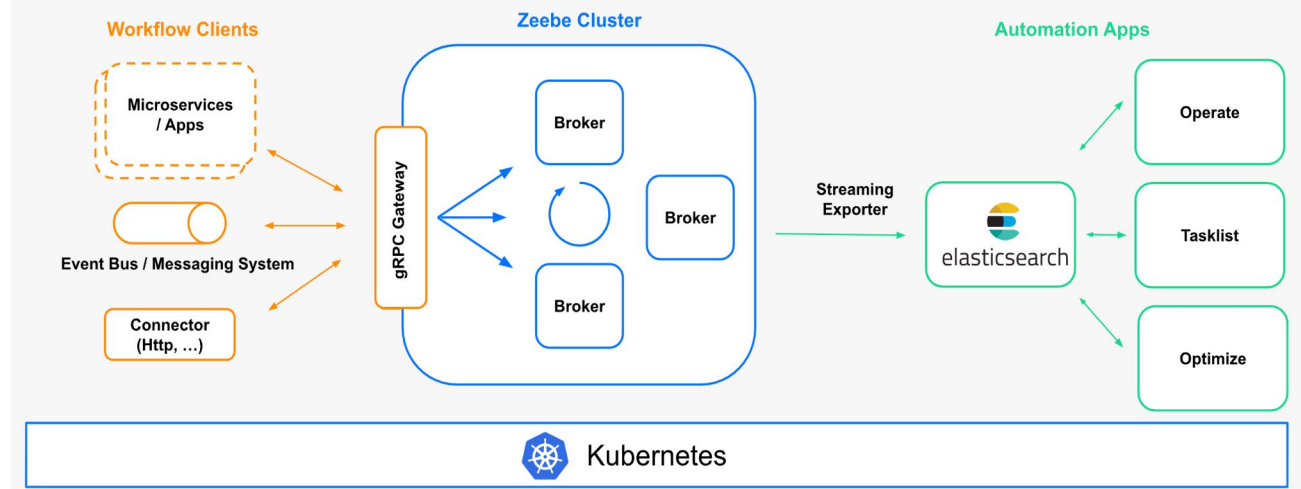 Workflow Clients
Zeebe Cluster
Automation Apps
Microservices
/ Apps
Event Bus / Messaging System
Connector
(Http, ...)
gRPC Gateway
Broker
Broker
Broker
Streaming
Exporter
elasticsearch
Operate
Tasklist
Optimize
Kubernetes